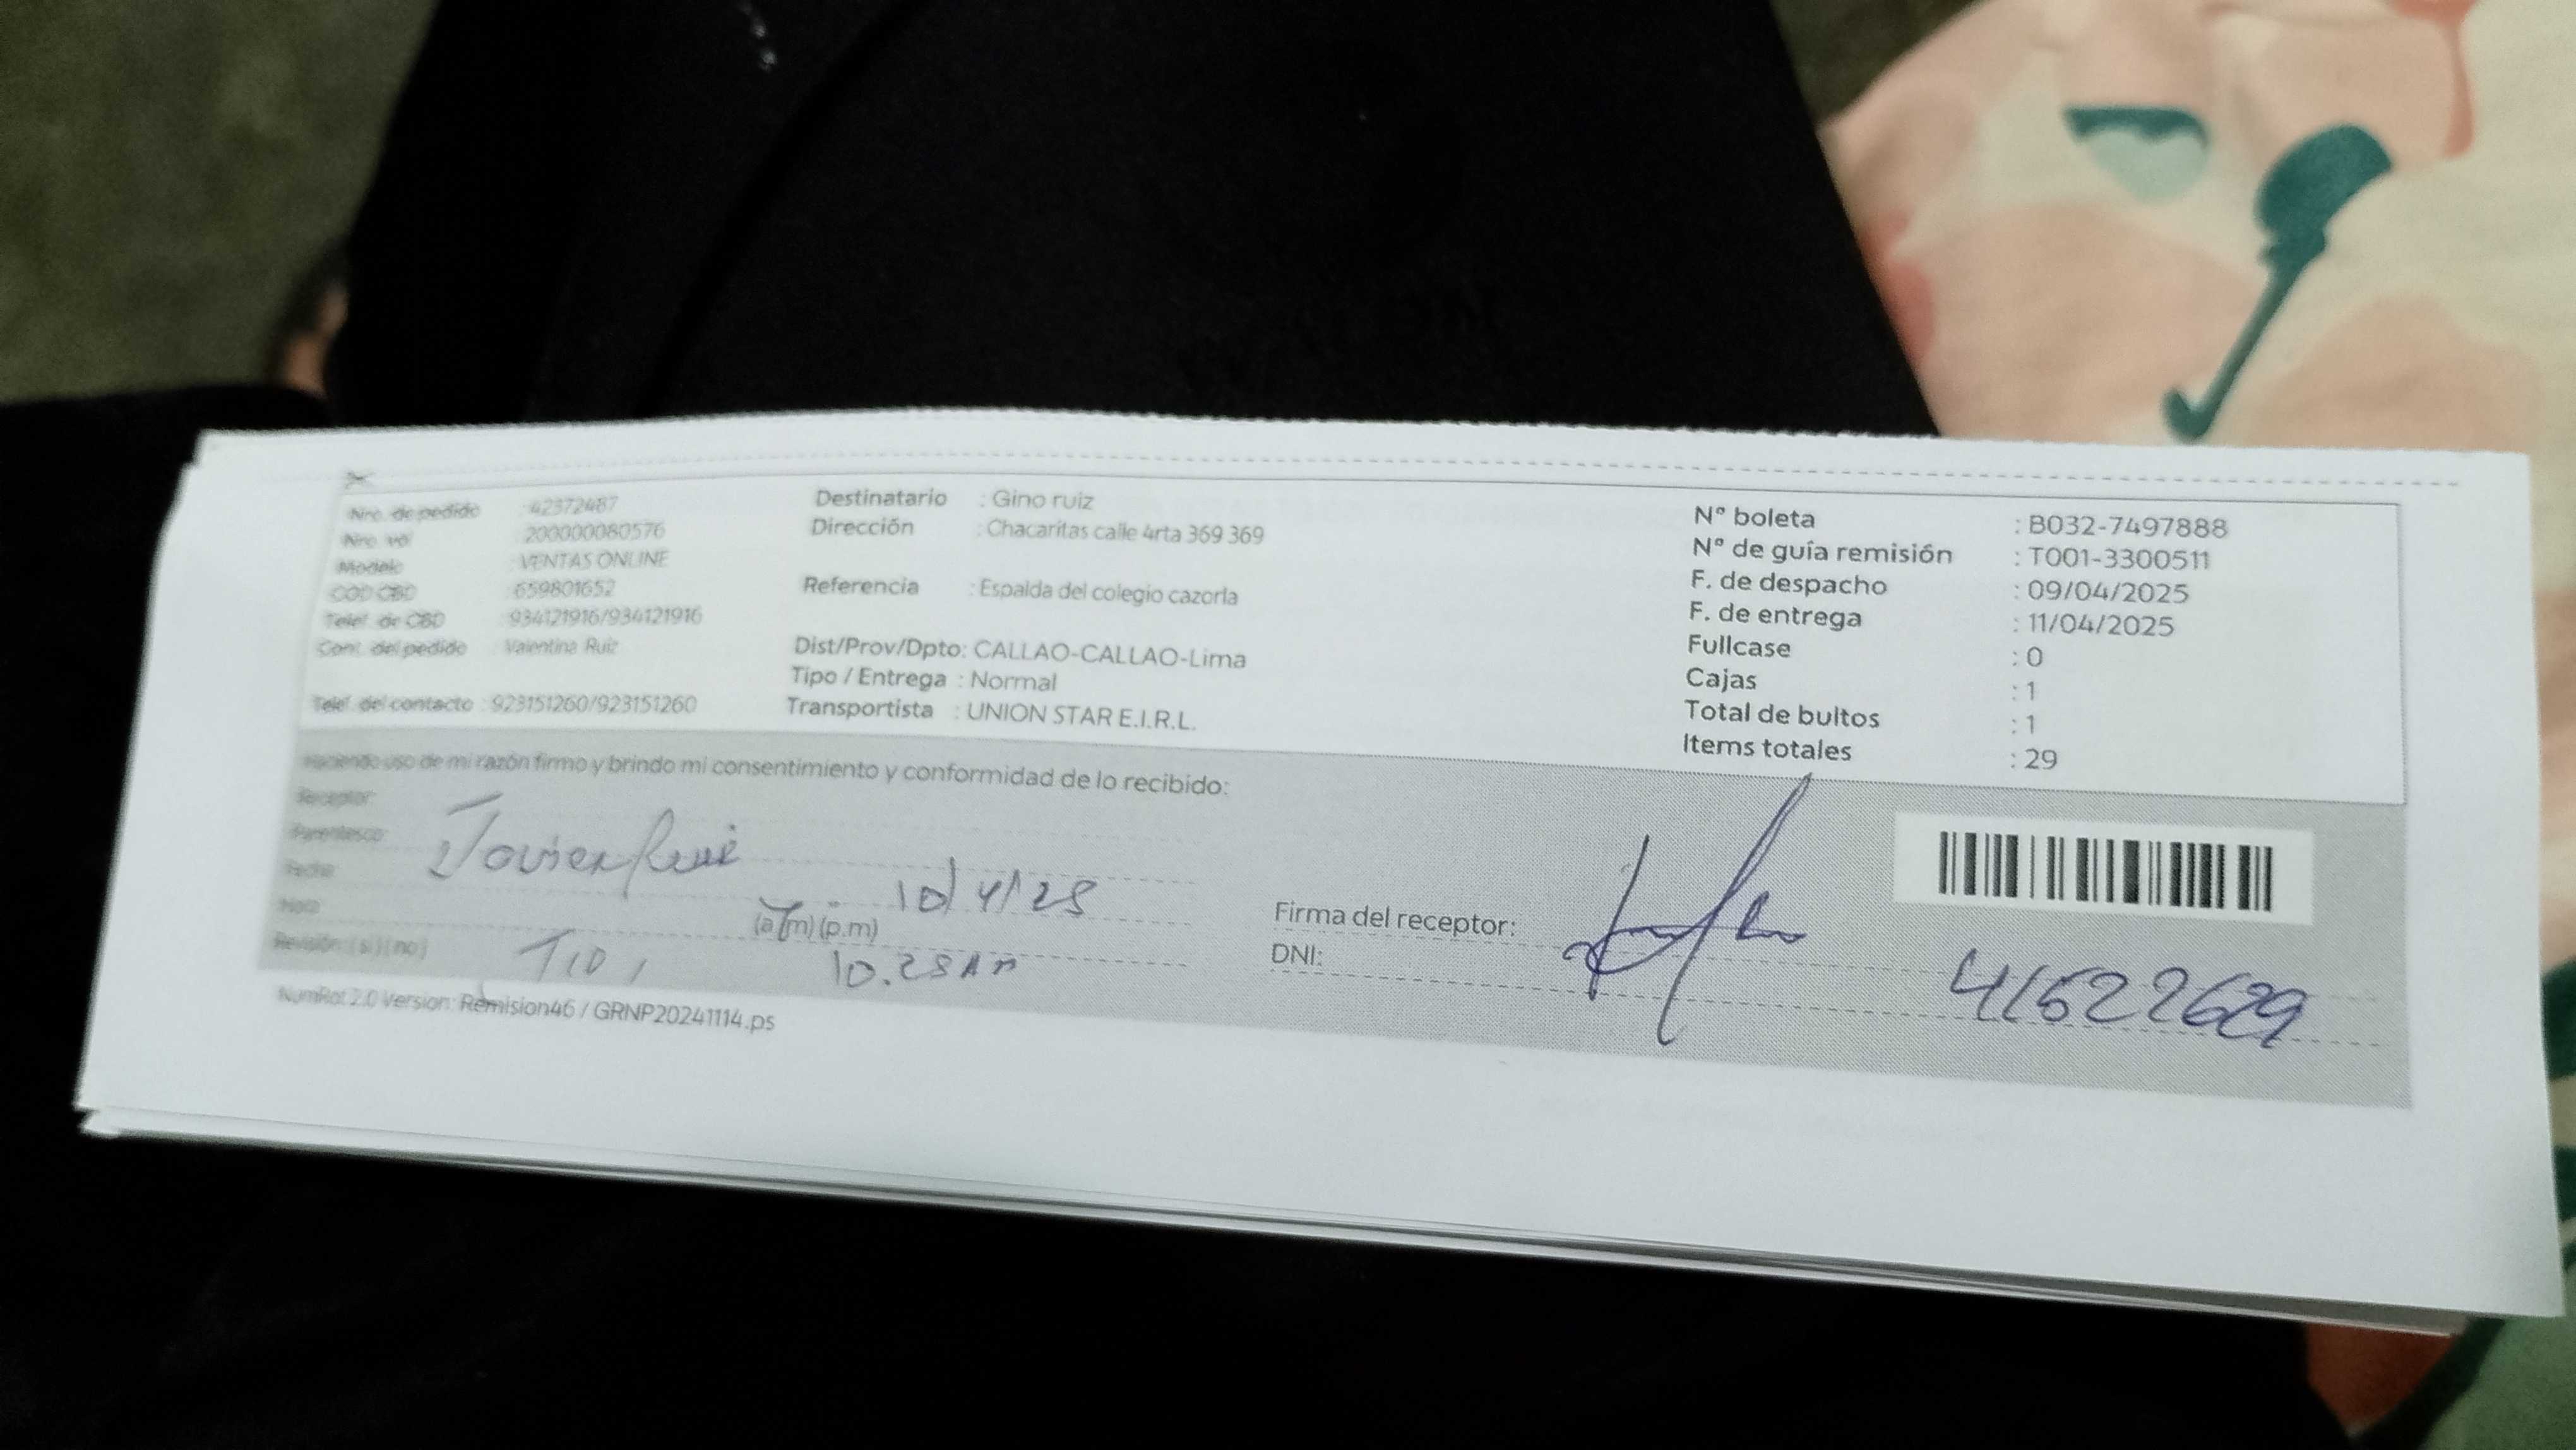 Nro. de pedido : 42372487
Nro. vol : 200000080576
Modelo : VENTAS ONLINE
COD CBD : 659801652
Telef. de CBD : 934121916/934121916
Cont. del pedido : Valentina Ruiz
Telef. del contacto : 923151260/923151260
Destinatario : Gino ruiz
Dirección : Chacaritas calle 4rta 369 369
Referencia : Espalda del colegio cazorla
Dist/Prov/Dpto: CALLAO-CALLAO-Lima
Tipo / Entrega : Normal
Transportista : UNION STAR E.I.R.L.
N° boleta : B032-7497888
N° de guía remisión : T001-3300511
F. de despacho : 09/04/2025
F. de entrega : 11/04/2025
Fullcase : 0
Cajas : 1
Total de bultos : 1
Items totales : 29
Haciendo uso de mi razón firmo y brindo mi consentimiento y conformidad de lo recibido:
Receptor:
Parentesco:
Javier Ruiz
Fecha:
10/4/25
Hora:
(a.m) (p.m)
Revisión: ( si ) ( no )
TIO
10.25 AM
Firma del receptor:
DNI:
41522629
NumRot 2.0 Version: Remision46 / GRNP20241114.ps